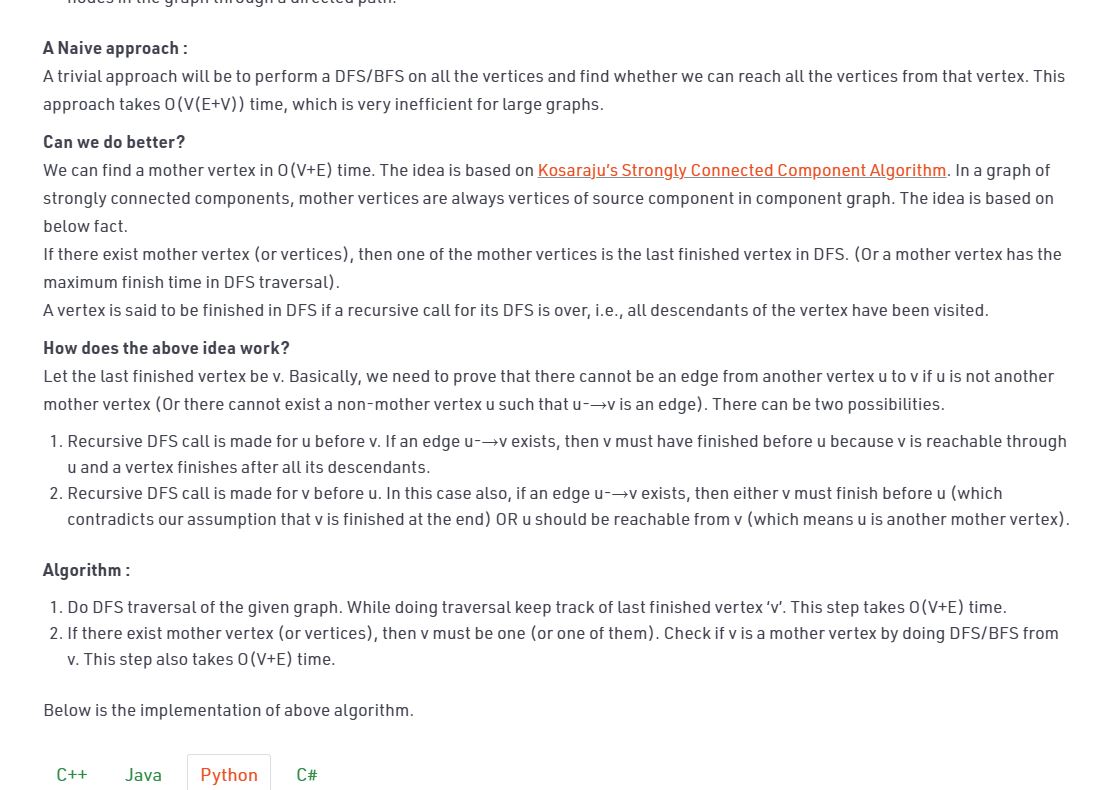 nodes in the graph through a directed path.
A Naive approach :
A trivial approach will be to perform a DFS/BFS on all the vertices and find whether we can reach all the vertices from that vertex. This
approach takes O(V(E+V)) time, which is very inefficient for large graphs.
Can we do better?
We can find a mother vertex in O(V+E) time. The idea is based on Kosaraju's Strongly Connected Component Algorithm. In a graph of
strongly connected components, mother vertices are always vertices of source component in component graph. The idea is based on
below fact.
If there exist mother vertex (or vertices), then one of the mother vertices is the last finished vertex in DFS. (Or a mother vertex has the
maximum finish time in DFS traversal).
A vertex is said to be finished in DFS if a recursive call for its DFS is over, i.e., all descendants of the vertex have been visited.
How does the above idea work?
Let the last finished vertex be v. Basically, we need to prove that there cannot be an edge from another vertex u to v if u is not another
mother vertex (Or there cannot exist a non-mother vertex u such that u-→v is an edge). There can be two possibilities.
1. Recursive DFS call is made for u before v. If an edge u-→v exists, then v must have finished before u because v is reachable through
u and a vertex finishes after all its descendants.
2. Recursive DFS call is made for v before u. In this case also, if an edge u-→v exists, then either v must finish before u (which
contradicts our assumption that v is finished at the end) OR u should be reachable from v (which means u is another mother vertex).
Algorithm :
1. Do DFS traversal of the given graph. While doing traversal keep track of last finished vertex ‘v’. This step takes O(V+E) time.
2. If there exist mother vertex (or vertices), then v must be one (or one of them). Check if v is a mother vertex by doing DFS/BFS from
v. This step also takes O(V+E) time.
Below is the implementation of above algorithm.
C++ Java Python C#